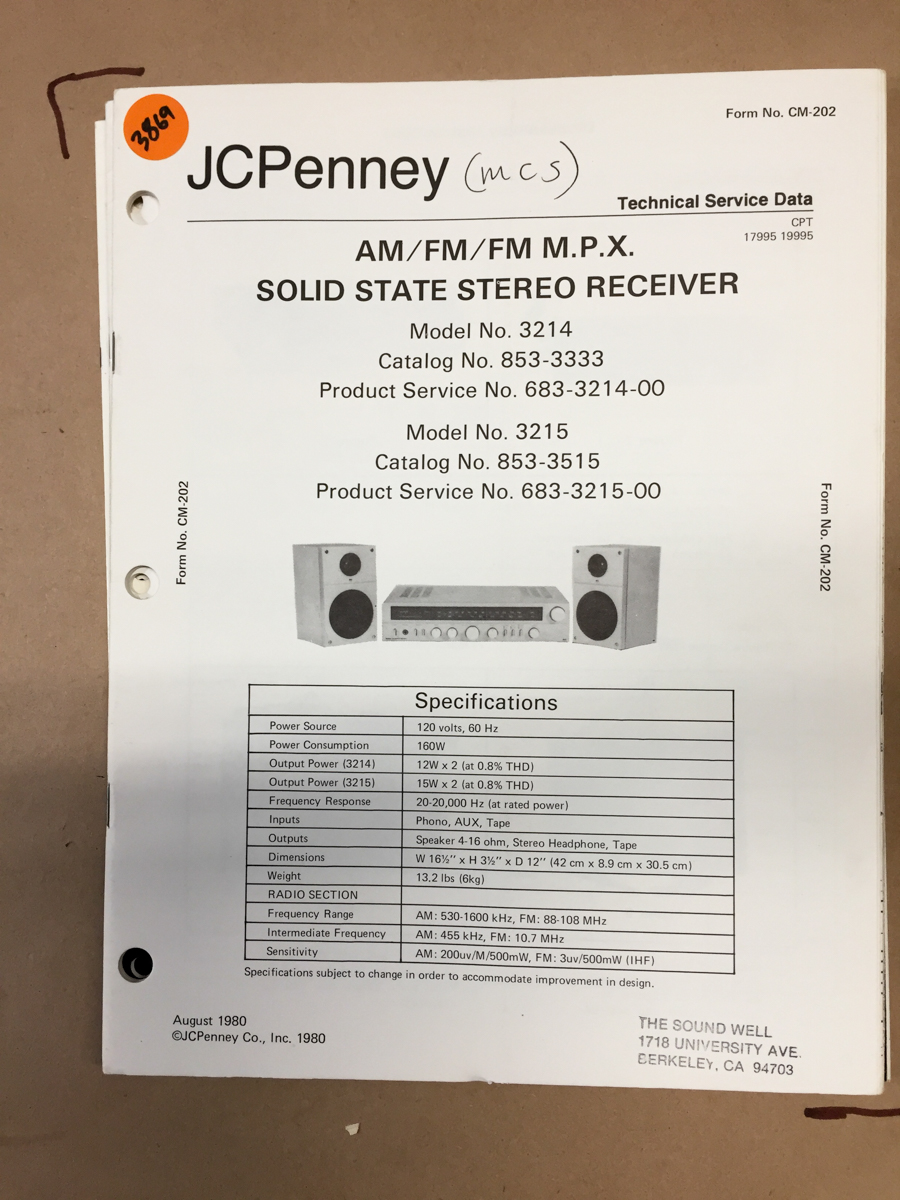 3869
Form No. CM-202
JCPenney (mcs)
Technical Service Data
CPT
17995 19995
AM/FM/FM M.P.X.
SOLID STATE STEREO RECEIVER
Model No. 3214
Catalog No. 853-3333
Product Service No. 683-3214-00
Model No. 3215
Catalog No. 853-3515
Product Service No. 683-3215-00
Form No. CM-202
Form No. CM-202
Specifications
Power Source 120 volts, 60 Hz
Power Consumption 160W
Output Power (3214) 12W x 2 (at 0.8% THD)
Output Power (3215) 15W x 2 (at 0.8% THD)
Frequency Response 20-20,000 Hz (at rated power)
Inputs Phono, AUX, Tape
Outputs Speaker 4-16 ohm, Stereo Headphone, Tape
Dimensions W 16½" x H 3½" x D 12" (42 cm x 8.9 cm x 30.5 cm)
Weight 13.2 lbs (6kg)
RADIO SECTION
Frequency Range AM: 530-1600 kHz, FM: 88-108 MHz
Intermediate Frequency AM: 455 kHz, FM: 10.7 MHz
Sensitivity AM: 200uv/M/500mW, FM: 3uv/500mW (IHF)
Specifications subject to change in order to accommodate improvement in design.
August 1980
©JCPenney Co., Inc. 1980
THE SOUND WELL
1718 UNIVERSITY AVE.
BERKELEY, CA 94703